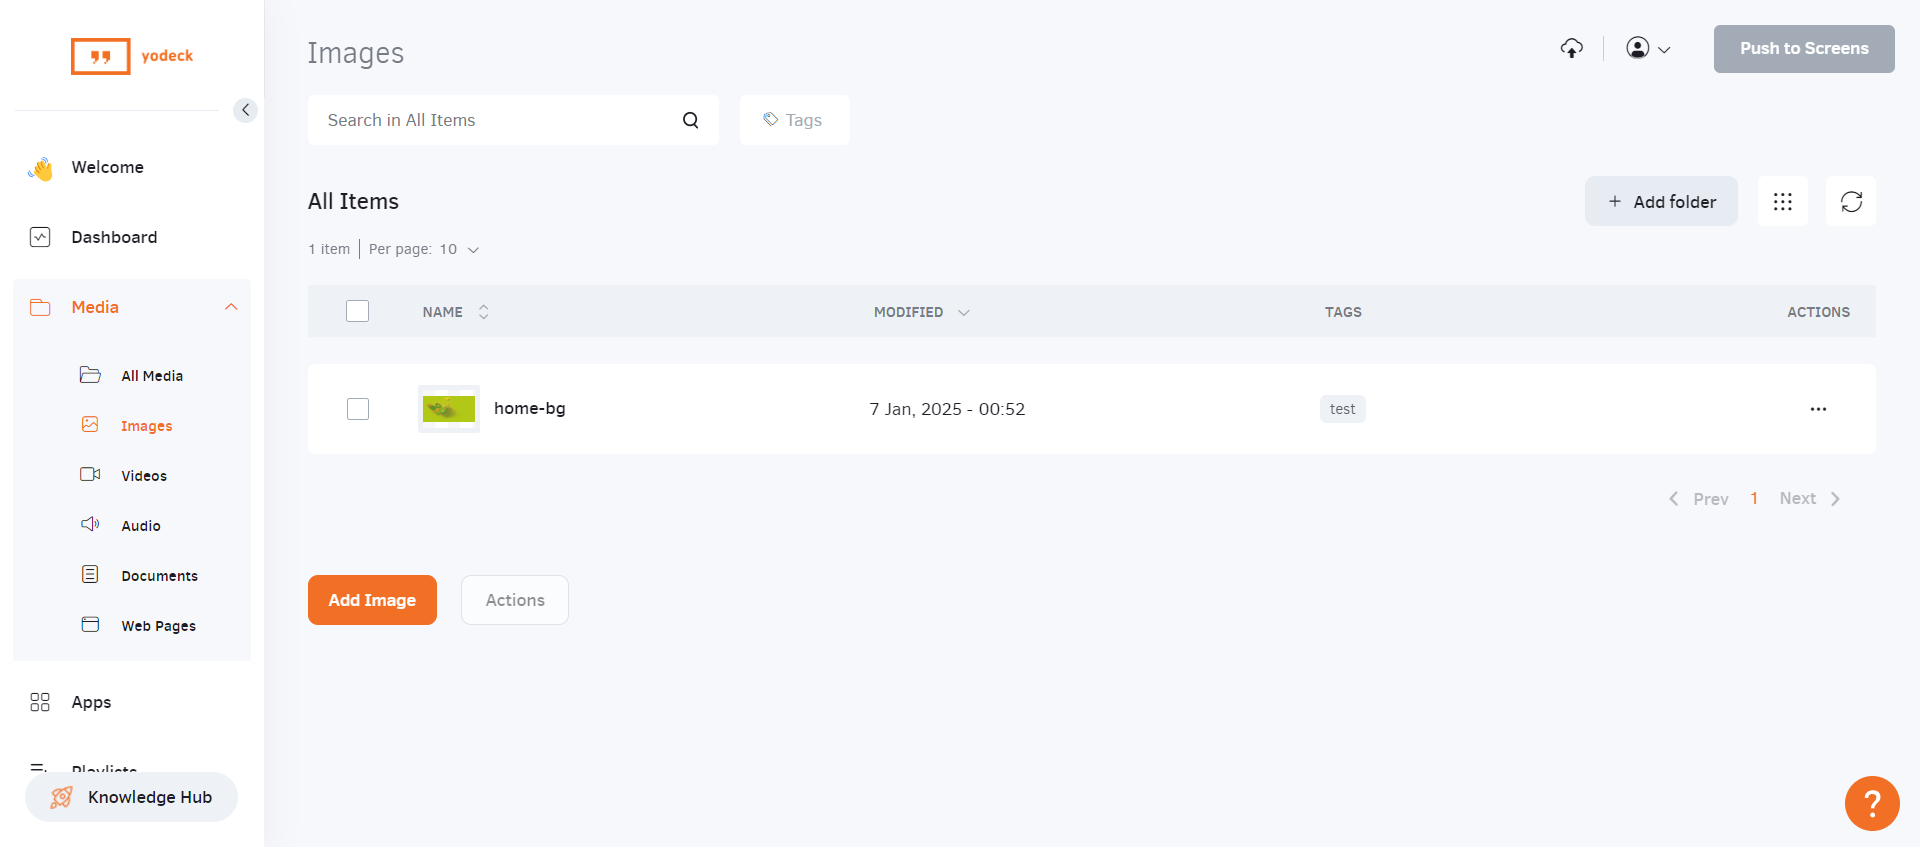 yodeck
Welcome
Dashboard
Media
All Media
Images
Videos
Audio
Documents
Web Pages
Apps
Playlists
Knowledge Hub
Images
Push to Screens
Search in All Items
Tags
All Items
+ Add folder
1 item | Per page: 10
NAME MODIFIED TAGS ACTIONS
home-bg 7 Jan, 2025 - 00:52 test
Prev 1 Next
Add Image Actions
?